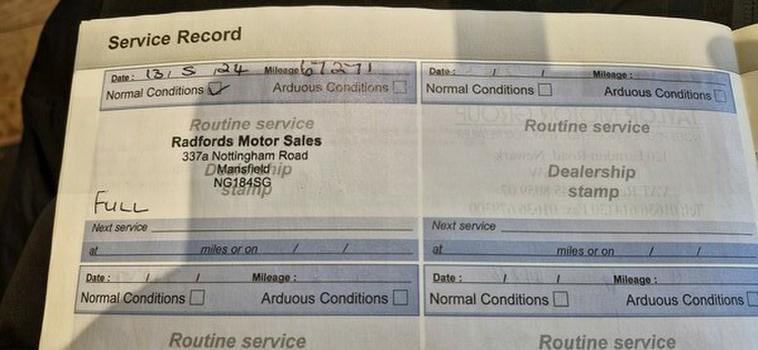 Service Record
Date : 13 / 5 / 24 Mileage 67271
Normal Conditions Arduous Conditions
Routine service
Radfords Motor Sales
337a Nottingham Road
Dealership
Mansfield
NG184SG
stamp
FULL
Next service
at miles or on / /
Date : / / Mileage :
Normal Conditions Arduous Conditions
Routine service
Dealership
stamp
Next service
at miles or on / /
Date : / / Mileage :
Normal Conditions Arduous Conditions
Routine service
Date : / / Mileage :
Normal Conditions Arduous Conditions
Routine service